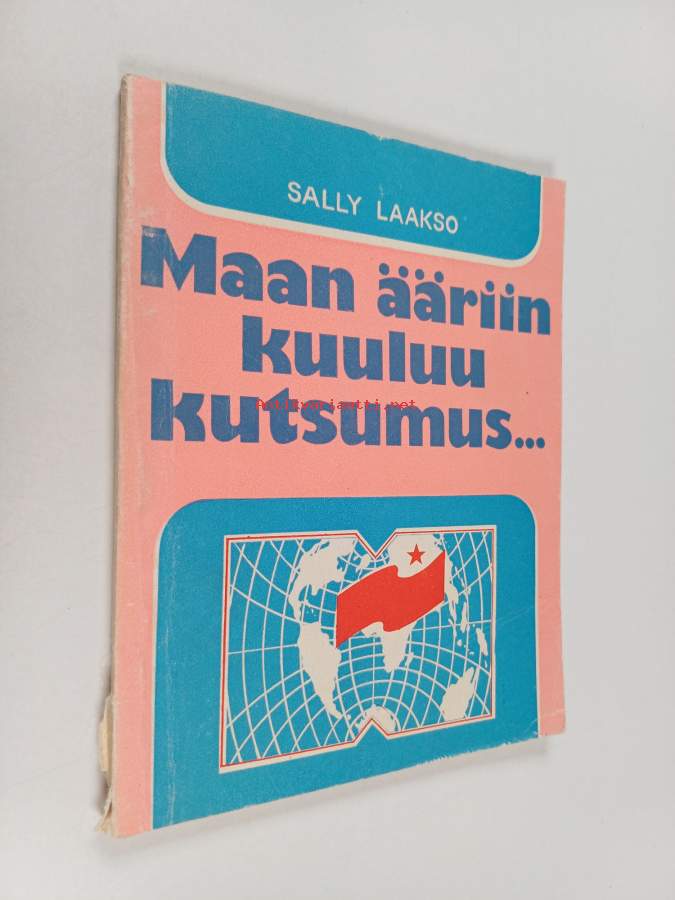 SALLY LAAKSO
Maan ääriin
kuuluu
Antikvariaatti.net
kutsumus...